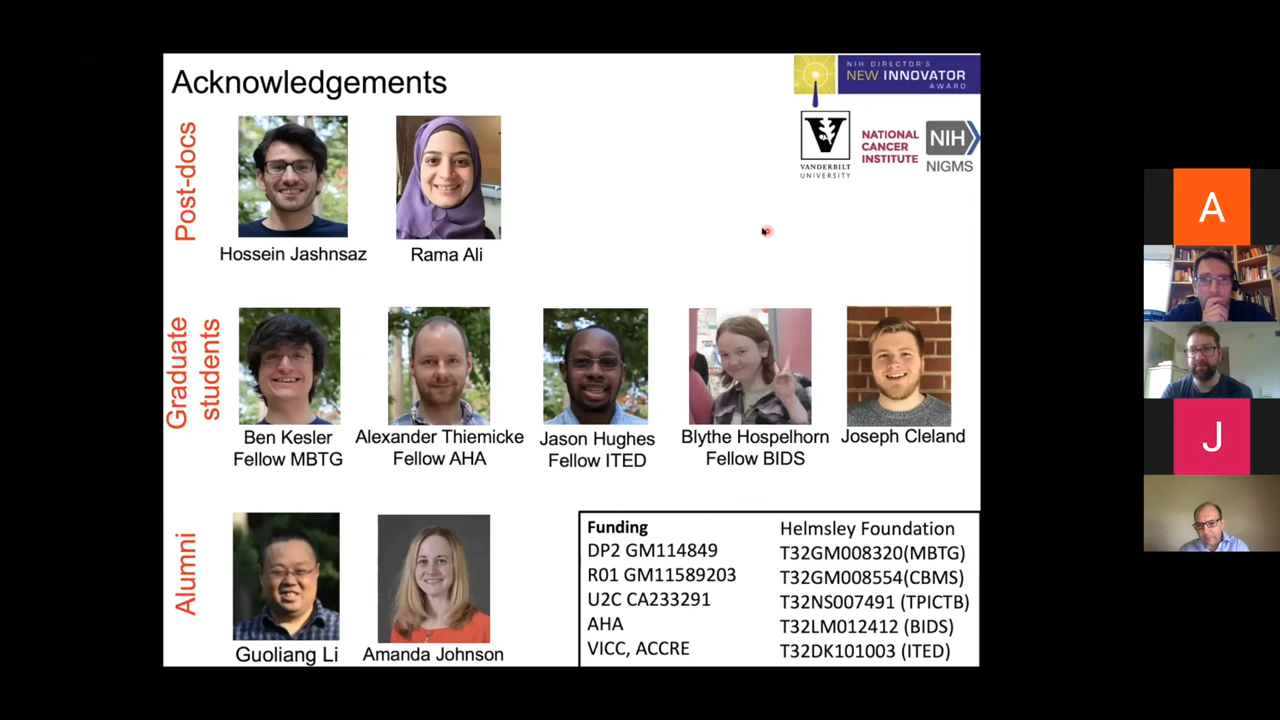 Acknowledgements
NIH DIRECTOR'S
NEW INNOVATOR
AWARD
V
VANDERBILT
UNIVERSITY
NATIONAL
CANCER
INSTITUTE
NIH
NIGMS
Post-docs
Hossein Jashnsaz
Rama Ali
Graduate
students
Ben Kesler
Fellow MBTG
Alexander Thiemicke
Fellow AHA
Jason Hughes
Fellow ITED
Blythe Hospelhorn
Fellow BIDS
Joseph Cleland
Alumni
Guoliang Li
Amanda Johnson
Funding
DP2 GM114849
R01 GM11589203
U2C CA233291
AHA
VICC, ACCRE
Helmsley Foundation
T32GM008320(MBTG)
T32GM008554(CBMS)
T32NS007491 (TPICTB)
T32LM012412 (BIDS)
T32DK101003 (ITED)
A
J